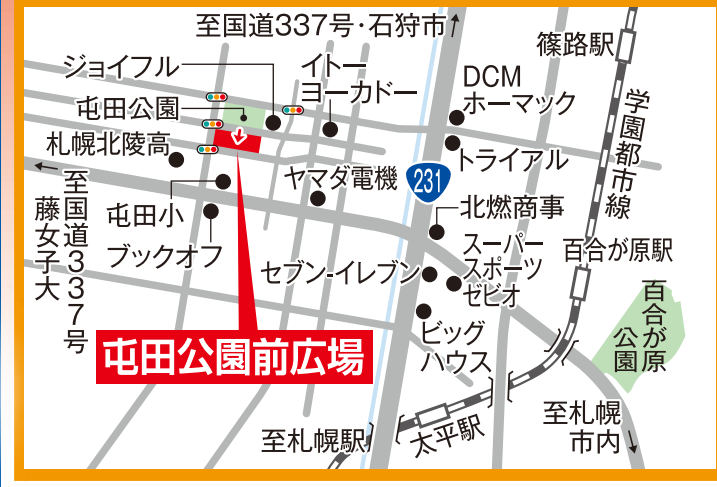 至国道337号・石狩市
篠路駅
ジョイフル
イトー
ヨーカドー
DCM
ホーマック
屯田公園
学園都市線
札幌北陵高
トライアル
ヤマダ電機
231
至国道337号
藤女子大
屯田小
北燃商事
ブックオフ
スーパー
スポーツ
ゼビオ
百合が原駅
セブン-イレブン
百合が原
公園
ビッグ
ハウス
屯田公園前広場
至札幌駅
太平駅
至札幌
市内